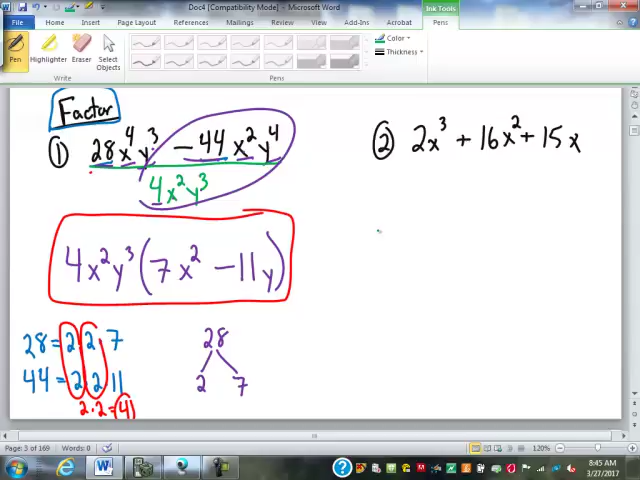 Doc4 [Compatibility Mode] - Microsoft Word
Ink Tools
File Home Insert Page Layout References Mailings Review View Add-Ins Acrobat Pens
Pen Highlighter Eraser Select Objects
Color
Thickness
Write Pens
Factor
① 28x⁴y³ − 44x²y⁴
4x²y³
4x²y³(7x² − 11y)
28 = 2 · 2 · 7
44 = 2 · 2 · 11
2 · 2 = 4
28
2 7
② 2x³ + 16x² + 15x
Page: 3 of 169 Words: 0 120%
8:45 AM
3/27/2017